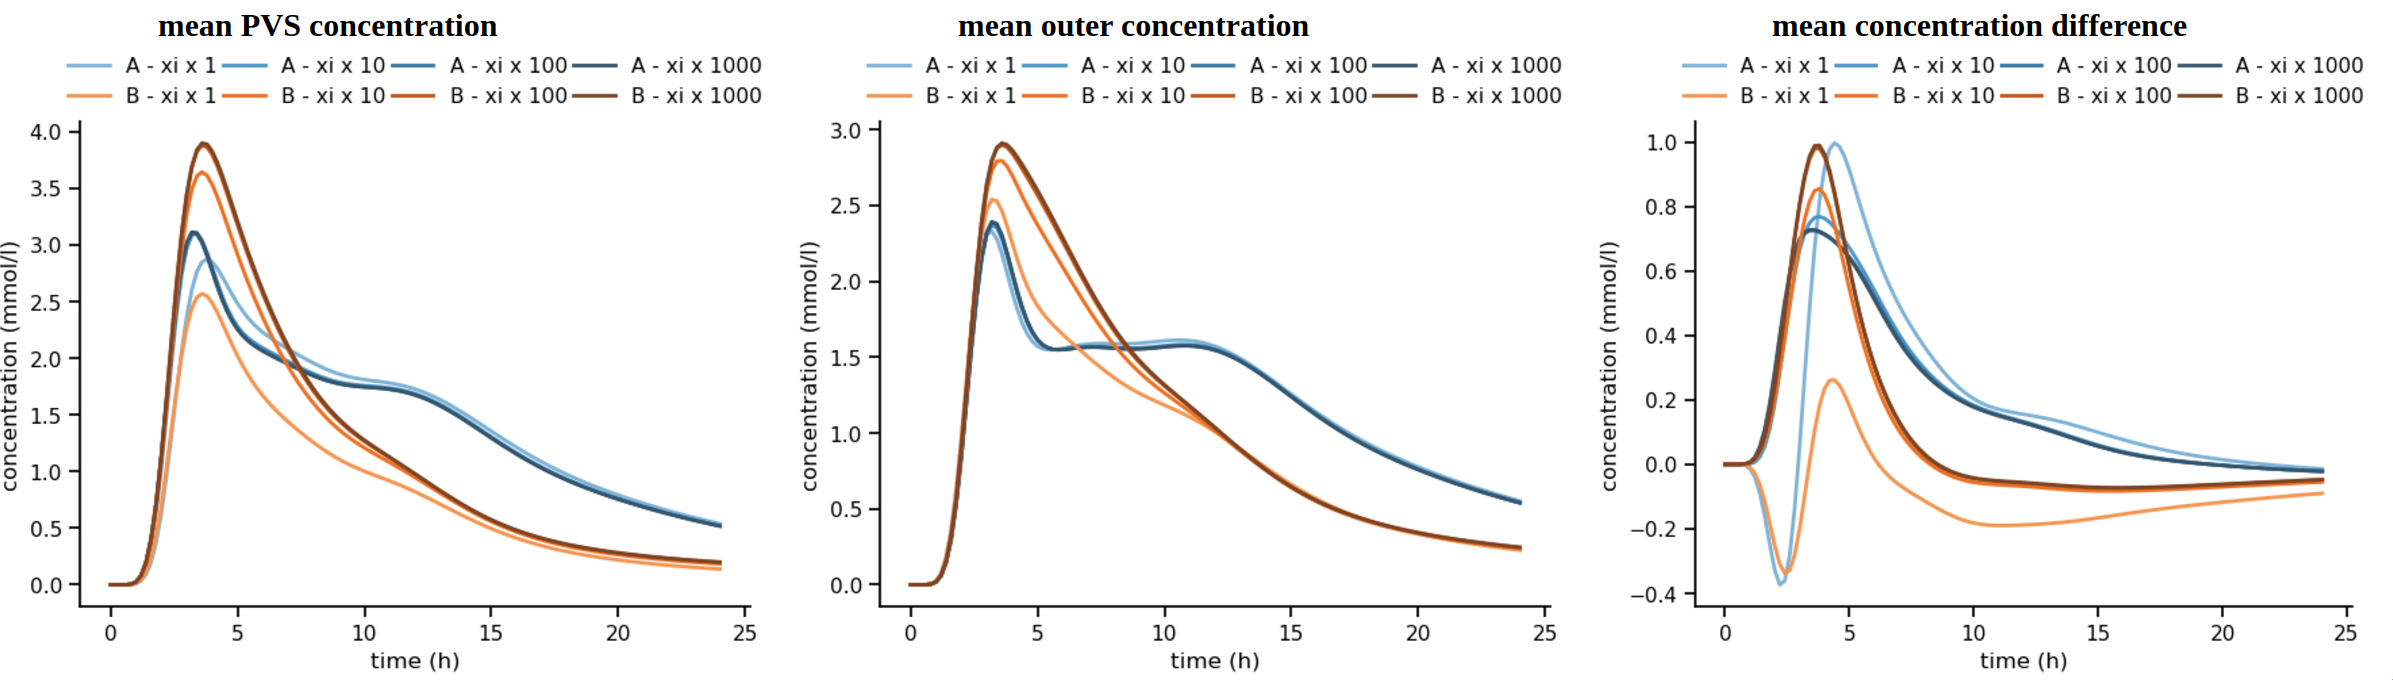 mean PVS concentration
A - xi x 1 A - xi x 10 A - xi x 100 A - xi x 1000
B - xi x 1 B - xi x 10 B - xi x 100 B - xi x 1000
4.0
3.5
3.0
2.5
2.0
1.5
1.0
0.5
0.0
concentration (mmol/l)
0 5 10 15 20 25
time (h)
mean outer concentration
A - xi x 1 A - xi x 10 A - xi x 100 A - xi x 1000
B - xi x 1 B - xi x 10 B - xi x 100 B - xi x 1000
3.0
2.5
2.0
1.5
1.0
0.5
0.0
concentration (mmol/l)
0 5 10 15 20 25
time (h)
mean concentration difference
A - xi x 1 A - xi x 10 A - xi x 100 A - xi x 1000
B - xi x 1 B - xi x 10 B - xi x 100 B - xi x 1000
1.0
0.8
0.6
0.4
0.2
0.0
−0.2
−0.4
concentration (mmol/l)
0 5 10 15 20 25
time (h)